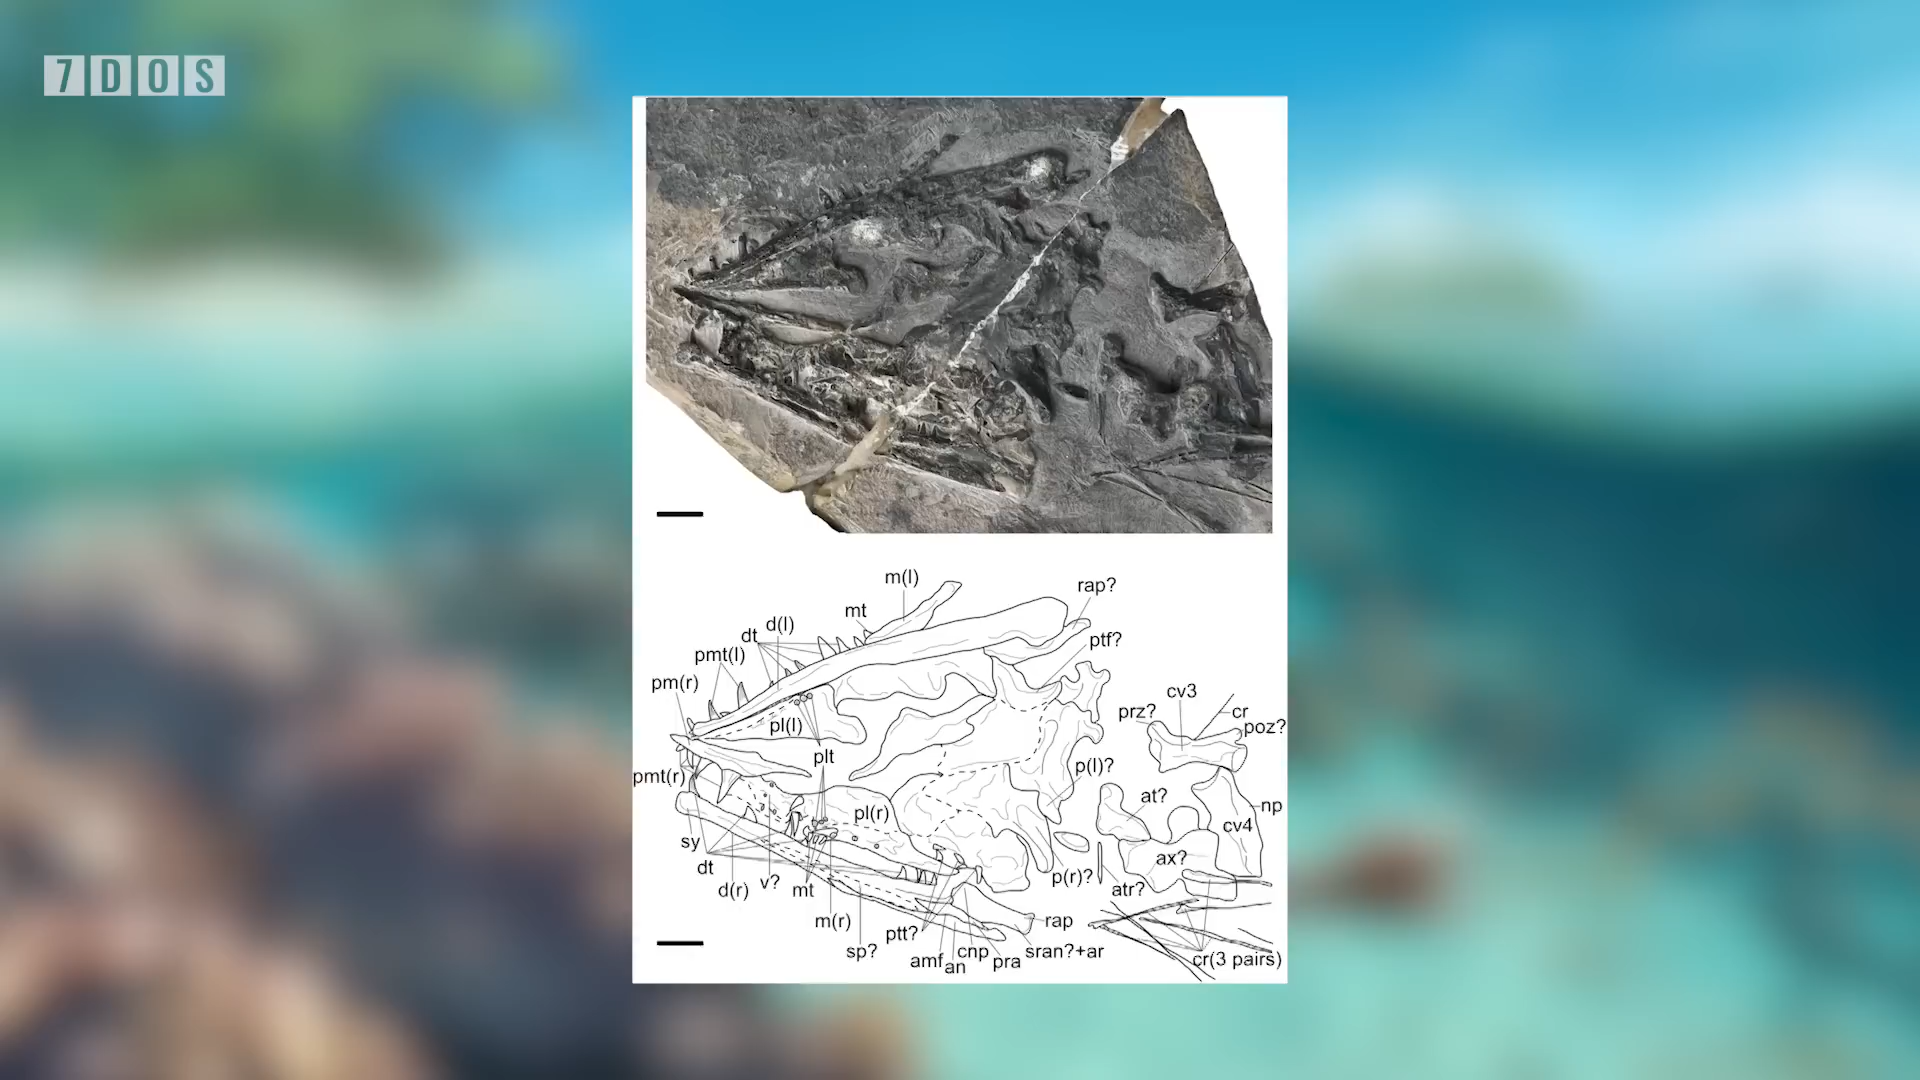 7DOS
m(l)
rap?
mt
d(l)
dt
ptf?
pmt(l)
pm(r)
cv3
prz?
cr
poz?
pl(l)
plt
p(l)?
pmt(r)
at?
np
pl(r)
cv4
sy
ax?
dt
v?
mt
p(r)?
atr?
d(r)
m(r)
rap
ptt?
sp?
cnp
sran?+ar
amf
an
pra
cr(3 pairs)